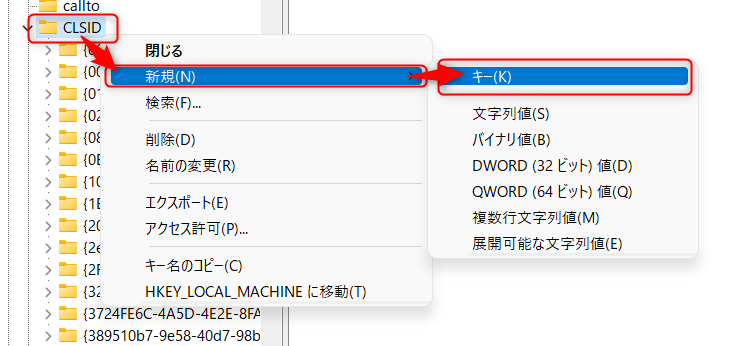 callto
CLSID
閉じる
新規(N)
キー(K)
検索(F)...
文字列値(S)
バイナリ値(B)
削除(D)
名前の変更(R)
DWORD (32 ビット) 値(D)
QWORD (64 ビット) 値(Q)
エクスポート(E)
アクセス許可(P)...
複数行文字列値(M)
展開可能な文字列値(E)
キー名のコピー(C)
HKEY_LOCAL_MACHINE に移動(T)
{00
{01
{02
{08
{0E
{10
{1E
{20
{2e
{2F
{32
{3724FE6C-4A5D-4E2E-8FA
{389510b7-9e58-40d7-98b